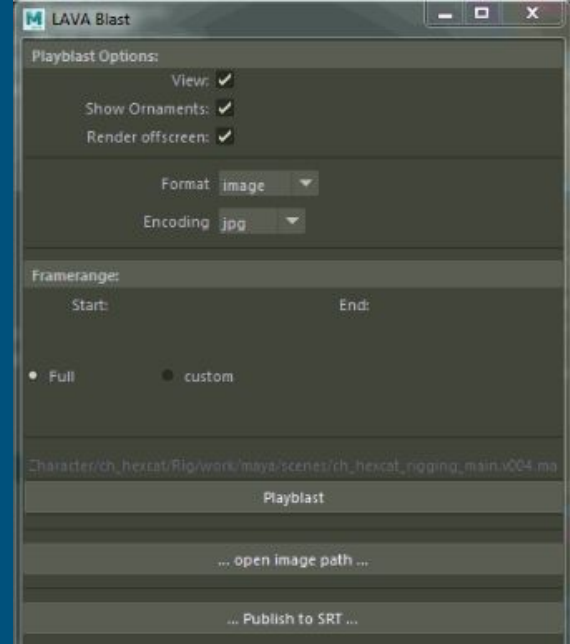 LAVA Blast
Playblast Options:
View:
Show Ornaments:
Render offscreen:
Format image
Encoding jpg
Framerange:
Start: End:
Full custom
Character/ch_hexcat/Rig/work/maya/scenes/ch_hexcat_rigging_main.v004.ma
Playblast
... open image path ...
... Publish to SRT ...